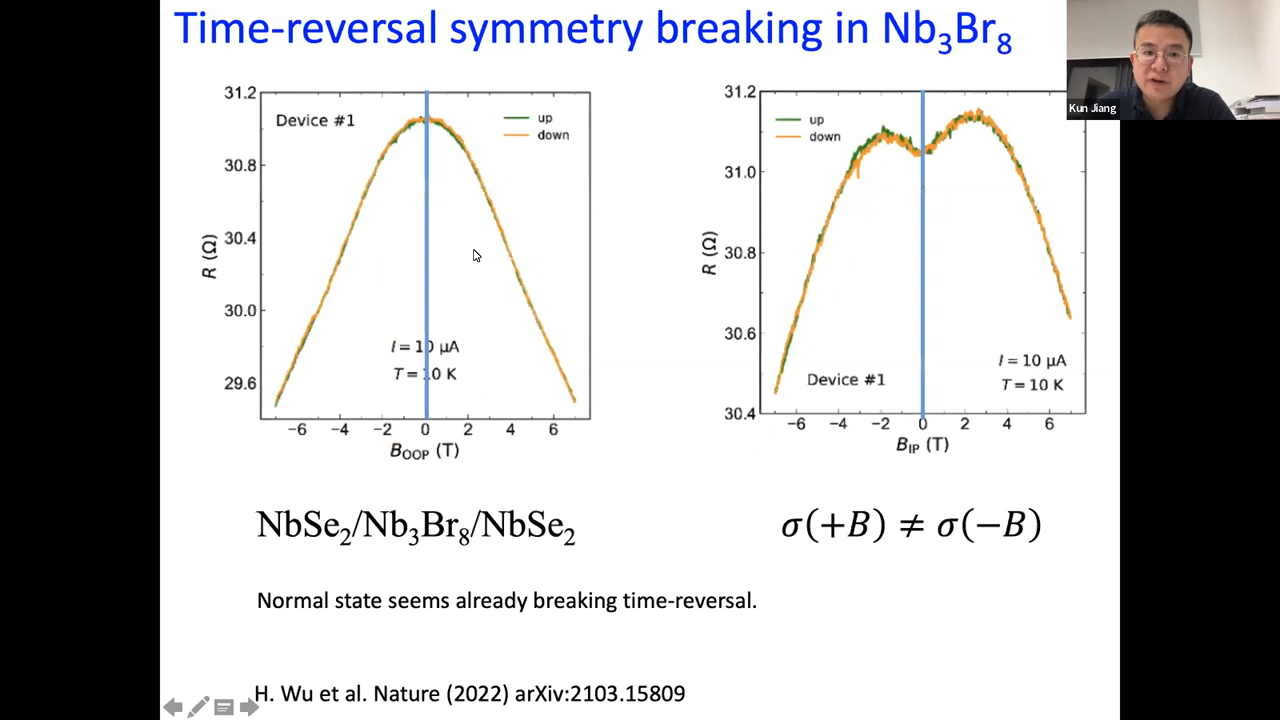 Time-reversal symmetry breaking in Nb₃Br₈
Kun Jiang
31.2
30.8
30.4
30.0
29.6
R (Ω)
Device #1
up
down
I = 10 μA
T = 10 K
−6 −4 −2 0 2 4 6
B_OOP (T)
31.2
31.0
30.8
30.6
30.4
R (Ω)
up
down
Device #1
I = 10 μA
T = 10 K
−6 −4 −2 0 2 4 6
B_IP (T)
NbSe₂/Nb₃Br₈/NbSe₂
σ(+B) ≠ σ(−B)
Normal state seems already breaking time-reversal.
H. Wu et al. Nature (2022) arXiv:2103.15809